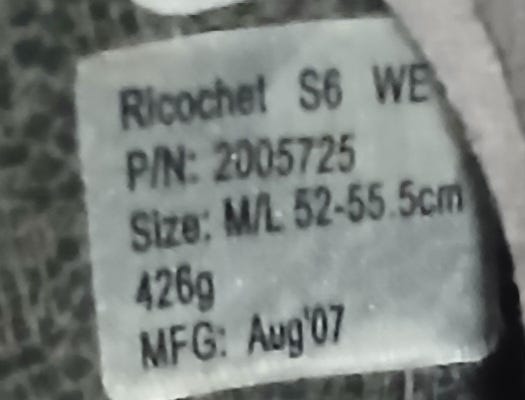 Ricochet S6 WE
P/N: 2005725
Size: M/L 52-55.5cm
426g
MFG: Aug'07